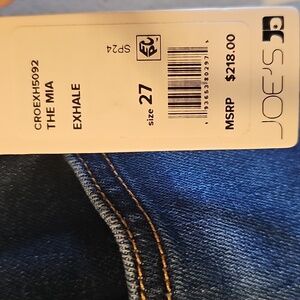 CROEXH5092
THE MIA
EXHALE
SP24
size 27
MSRP $218.00
JOE'S